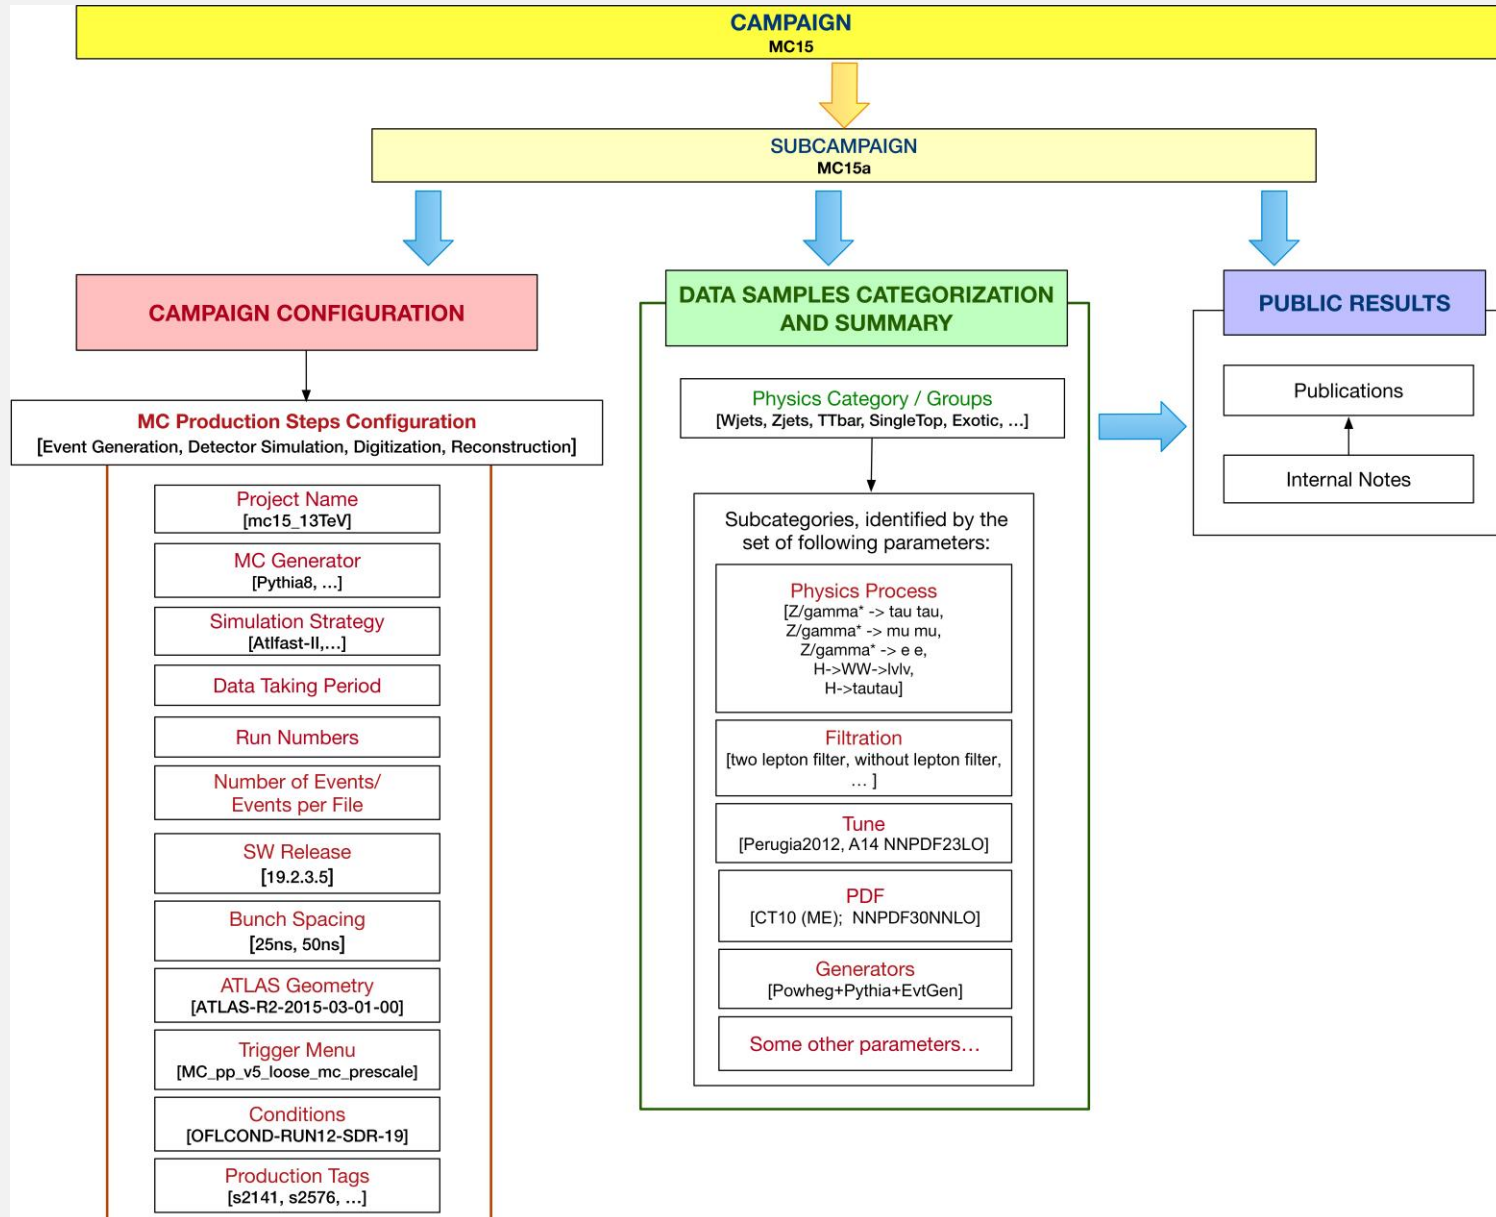 CAMPAIGN
MC15
SUBCAMPAIGN
MC15a
CAMPAIGN CONFIGURATION
MC Production Steps Configuration
[Event Generation, Detector Simulation, Digitization, Reconstruction]
Project Name
[mc15_13TeV]
MC Generator
[Pythia8, ...]
Simulation Strategy
[Atlfast-II,...]
Data Taking Period
Run Numbers
Number of Events/
Events per File
SW Release
[19.2.3.5]
Bunch Spacing
[25ns, 50ns]
ATLAS Geometry
[ATLAS-R2-2015-03-01-00]
Trigger Menu
[MC_pp_v5_loose_mc_prescale]
Conditions
[OFLCOND-RUN12-SDR-19]
Production Tags
[s2141, s2576, ...]
DATA SAMPLES CATEGORIZATION
AND SUMMARY
Physics Category / Groups
[Wjets, Zjets, TTbar, SingleTop, Exotic, ...]
Subcategories, identified by the
set of following parameters:
Physics Process
[Z/gamma* -> tau tau,
Z/gamma* -> mu mu,
Z/gamma* -> e e,
H->WW->lvlv,
H->tautau]
Filtration
[two lepton filter, without lepton filter,
... ]
Tune
[Perugia2012, A14 NNPDF23LO]
PDF
[CT10 (ME); NNPDF30NNLO]
Generators
[Powheg+Pythia+EvtGen]
Some other parameters...
PUBLIC RESULTS
Publications
Internal Notes